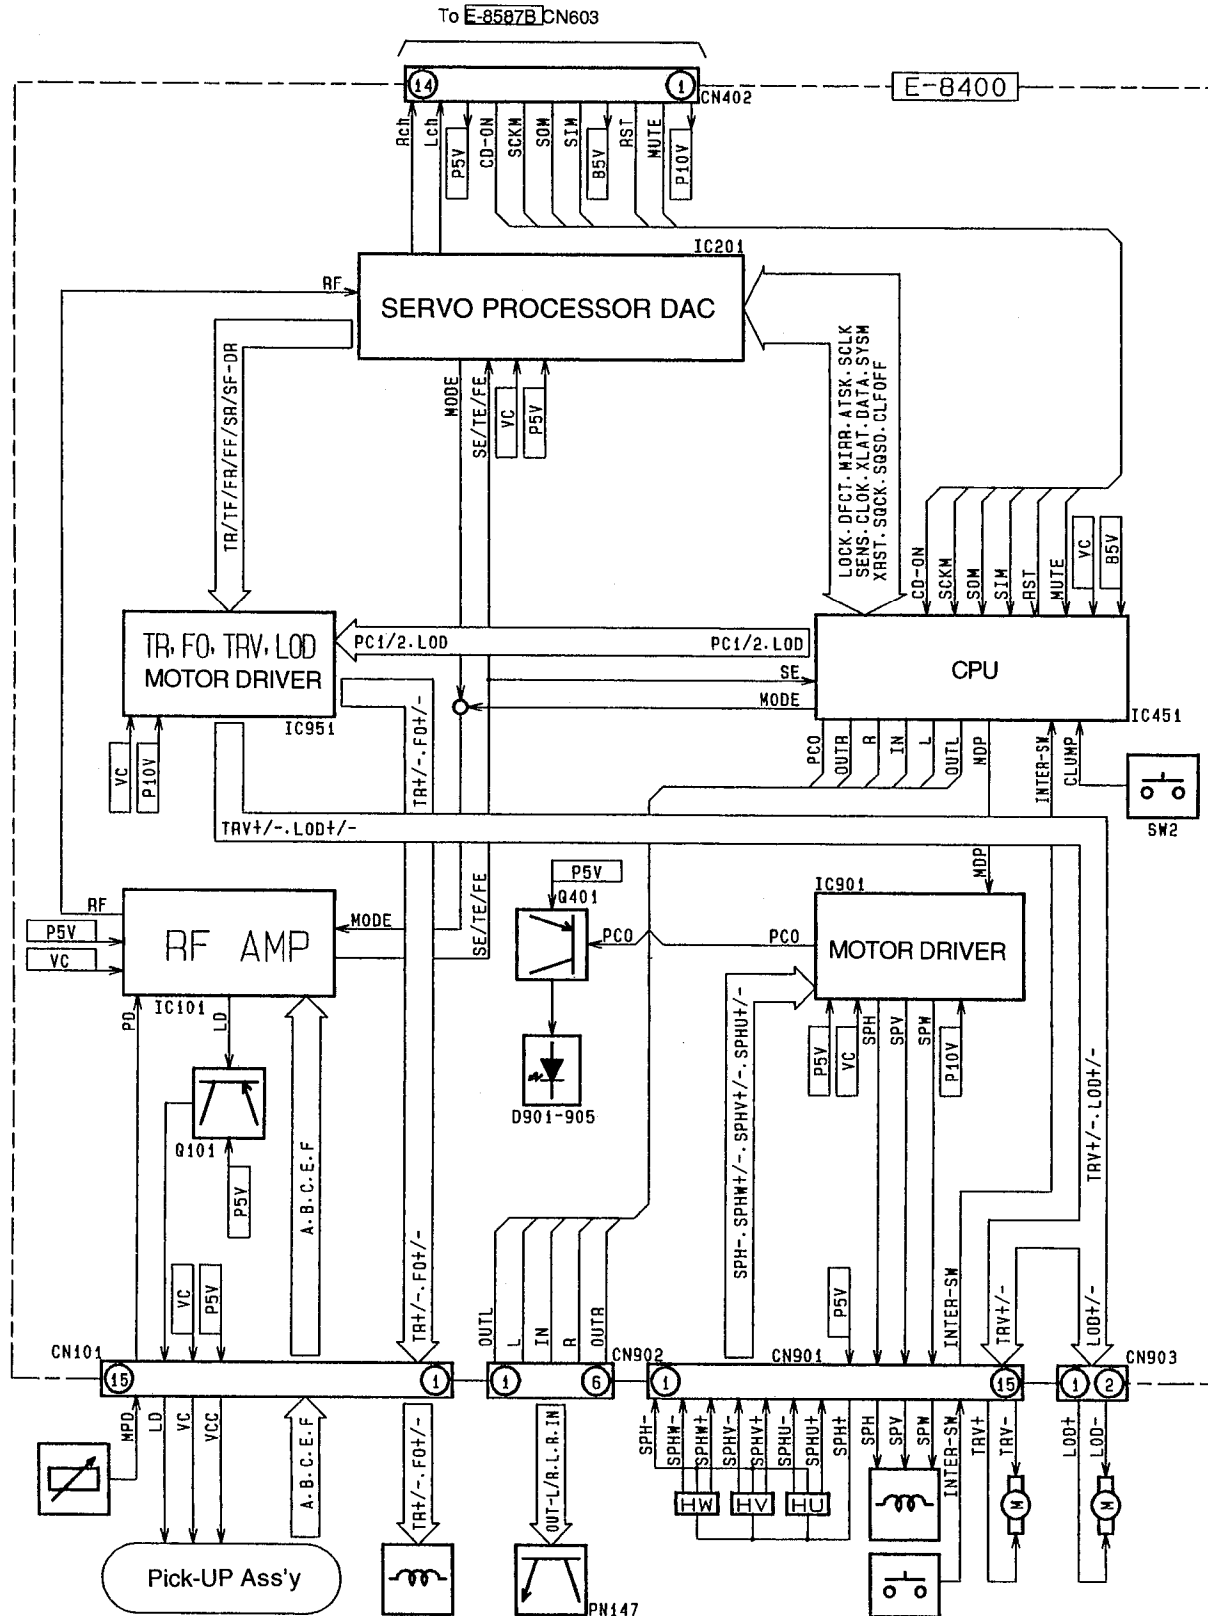 To E-8587B CN603
14
1
CN402
E-8400
Rch
Lch
P5V
CD-ON
SCKM
SOM
SIM
B5V
RST
MUTE
P10V
IC201
RF
SERVO PROCESSOR DAC
TR/TF/FR/FF/SR/SF-DR
MODE
SE/TE/FE
VC
P5V
LOCK.DFCT.MIRR.ATSK.SCLK
SENS.CLOK.XLAT.DATA.SYSM
XRST.SQCK.SQSO.CLFOFF
CD-ON
SCKM
SOM
SIM
RST
MUTE
VC
B5V
TR, FO, TRV, LOD
MOTOR DRIVER
IC951
PC1/2.LOD
PC1/2.LOD
SE
MODE
CPU
IC451
VC
P10V
TR+/-.FO+/-
PCO
OUTR
R
IN
L
OUTL
MDP
INTER-SW
CLUMP
SW2
TRV+/-.LOD+/-
MDP
RF
P5V
VC
RF AMP
IC101
MODE
SE/TE/FE
P5V
Q401
PCO
PCO
IC901
MOTOR DRIVER
PD
LD
D901-905
P5V
VC
SPH
SPV
SPW
P10V
Q101
P5V
A.B.C.E.F
SPH-.SPHW+/-.SPHV+/-.SPHU+/-
TRV+/-.LOD+/-
VC
P5V
TR+/-.FO+/-
OUTL
L
IN
R
OUTR
P5V
INTER-SW
TRV+/-
LOD+/-
CN101
15
1
CN902
1
6
CN901
1
15
CN903
1
2
MPD
LD
VC
VCC
A.B.C.E.F
TR+/-.FO+/-
OUT-L/R.L.R.IN
SPH-
SPHW-
SPHW+
SPHV-
SPHV+
SPHU-
SPHU+
SPH+
SPH
SPV
SPW
INTER-SW
TRV+
TRV-
LOD+
LOD-
HW
HV
HU
M
M
Pick-UP Ass'y
PN147